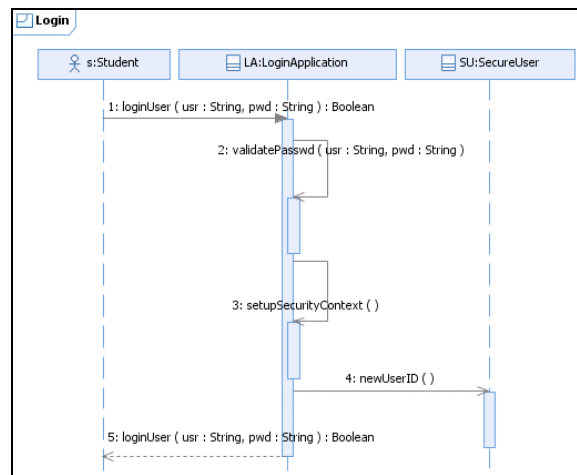 Login
s:Student
LA:LoginApplication
SU:SecureUser
1: loginUser ( usr : String, pwd : String ) : Boolean
2: validatePasswd ( usr : String, pwd : String )
3: setupSecurityContext ( )
4: newUserID ( )
5: loginUser ( usr : String, pwd : String ) : Boolean